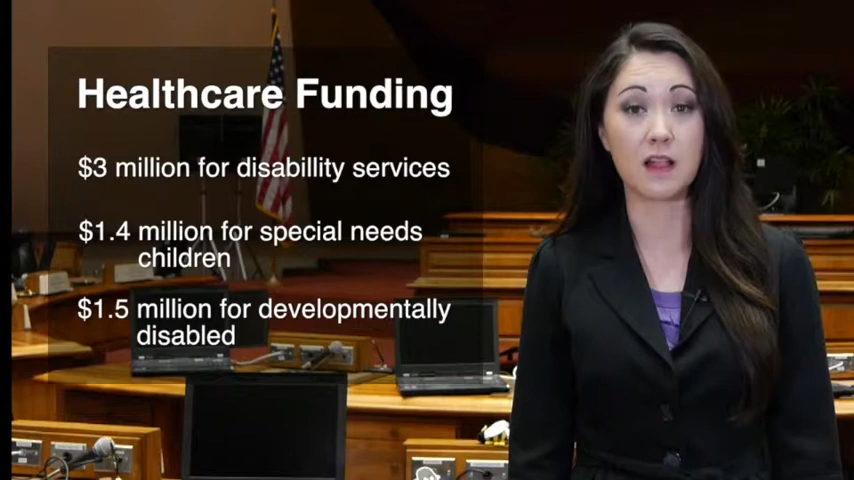 Healthcare Funding
$3 million for disabillity services
$1.4 million for special needs
children
$1.5 million for developmentally
disabled